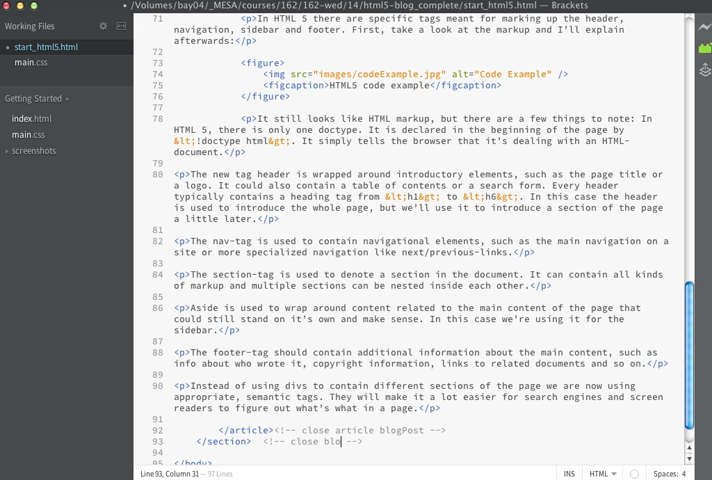 • /Volumes/bay04/_MESA/courses/162/162-wed/14/html5-blog_complete/start_html5.html — Brackets
Working Files
• start_html5.html
main.css
Getting Started
index.html
main.css
screenshots
71 <p>In HTML 5 there are specific tags meant for marking up the header,
navigation, sidebar and footer. First, take a look at the markup and I’ll explain
afterwards:</p>
72
73 <figure>
74 <img src="images/codeExample.jpg" alt="Code Example" />
75 <figcaption>HTML5 code example</figcaption>
76 </figure>
77
78 <p>It still looks like HTML markup, but there are a few things to note: In
HTML 5, there is only one doctype. It is declared in the beginning of the page by
&lt;!doctype html&gt;. It simply tells the browser that it’s dealing with an HTML-
document.</p>
79
80 <p>The new tag header is wrapped around introductory elements, such as the page title or
a logo. It could also contain a table of contents or a search form. Every header
typically contains a heading tag from &lt;h1&gt; to &lt;h6&gt;. In this case the header
is used to introduce the whole page, but we’ll use it to introduce a section of the page
a little later.</p>
81
82 <p>The nav-tag is used to contain navigational elements, such as the main navigation on a
site or more specialized navigation like next/previous-links.</p>
83
84 <p>The section-tag is used to denote a section in the document. It can contain all kinds
of markup and multiple sections can be nested inside each other.</p>
85
86 <p>Aside is used to wrap around content related to the main content of the page that
could still stand on it’s own and make sense. In this case we’re using it for the
sidebar.</p>
87
88 <p>The footer-tag should contain additional information about the main content, such as
info about who wrote it, copyright information, links to related documents and so on.</p>
89
90 <p>Instead of using divs to contain different sections of the page we are now using
appropriate, semantic tags. They will make it a lot easier for search engines and screen
readers to figure out what’s what in a page.</p>
91
92 </article><!-- close article blogPost -->
93 </section> <!-- close blo -->
94
95 </body>
Line 93, Column 31 — 97 Lines
INS HTML Spaces: 4